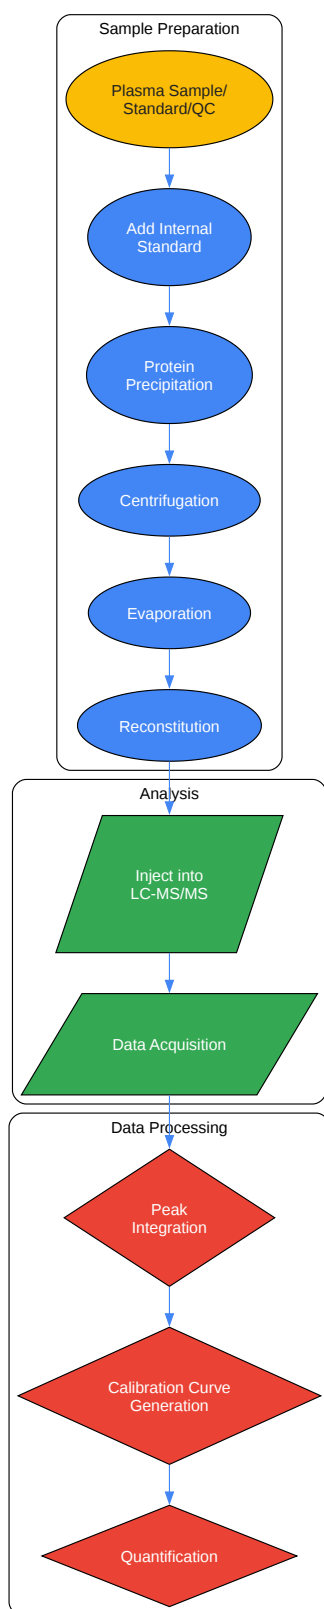 Sample Preparation
Plasma Sample/
Standard/QC
Add Internal
Standard
Protein
Precipitation
Centrifugation
Evaporation
Reconstitution
Analysis
Inject into
LC-MS/MS
Data Acquisition
Data Processing
Peak
Integration
Calibration Curve
Generation
Quantification